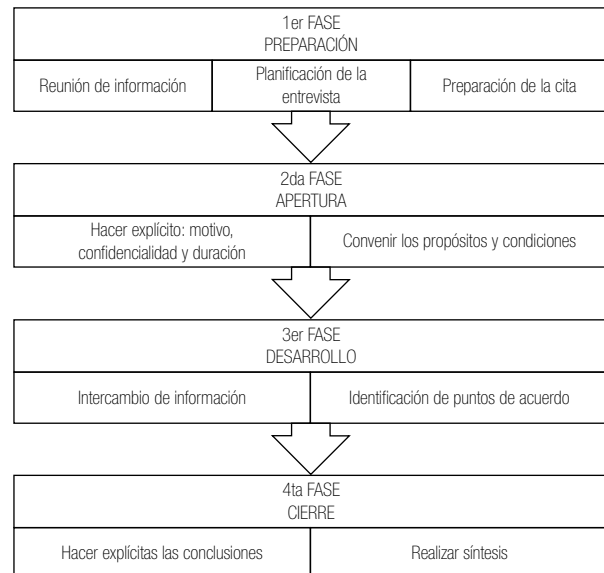 1er FASE
PREPARACIÓN
Reunión de información
Planificación de la
entrevista
Preparación de la cita
2da FASE
APERTURA
Hacer explícito: motivo,
confidencialidad y duración
Convenir los propósitos y condiciones
3er FASE
DESARROLLO
Intercambio de información
Identificación de puntos de acuerdo
4ta FASE
CIERRE
Hacer explícitas las conclusiones
Realizar síntesis